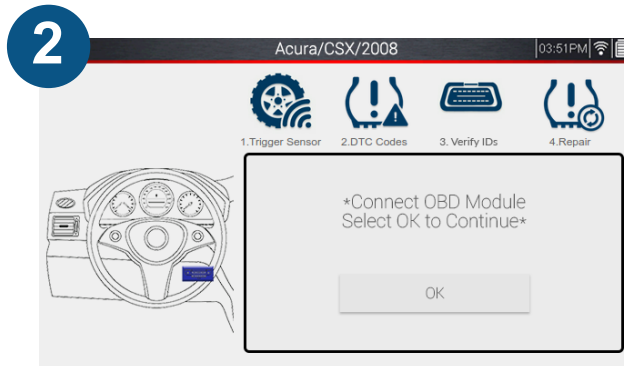 2
Acura/CSX/2008
03:51PM
1.Trigger Sensor
2.DTC Codes
3. Verify IDs
4.Repair
*Connect OBD Module
Select OK to Continue*
OK